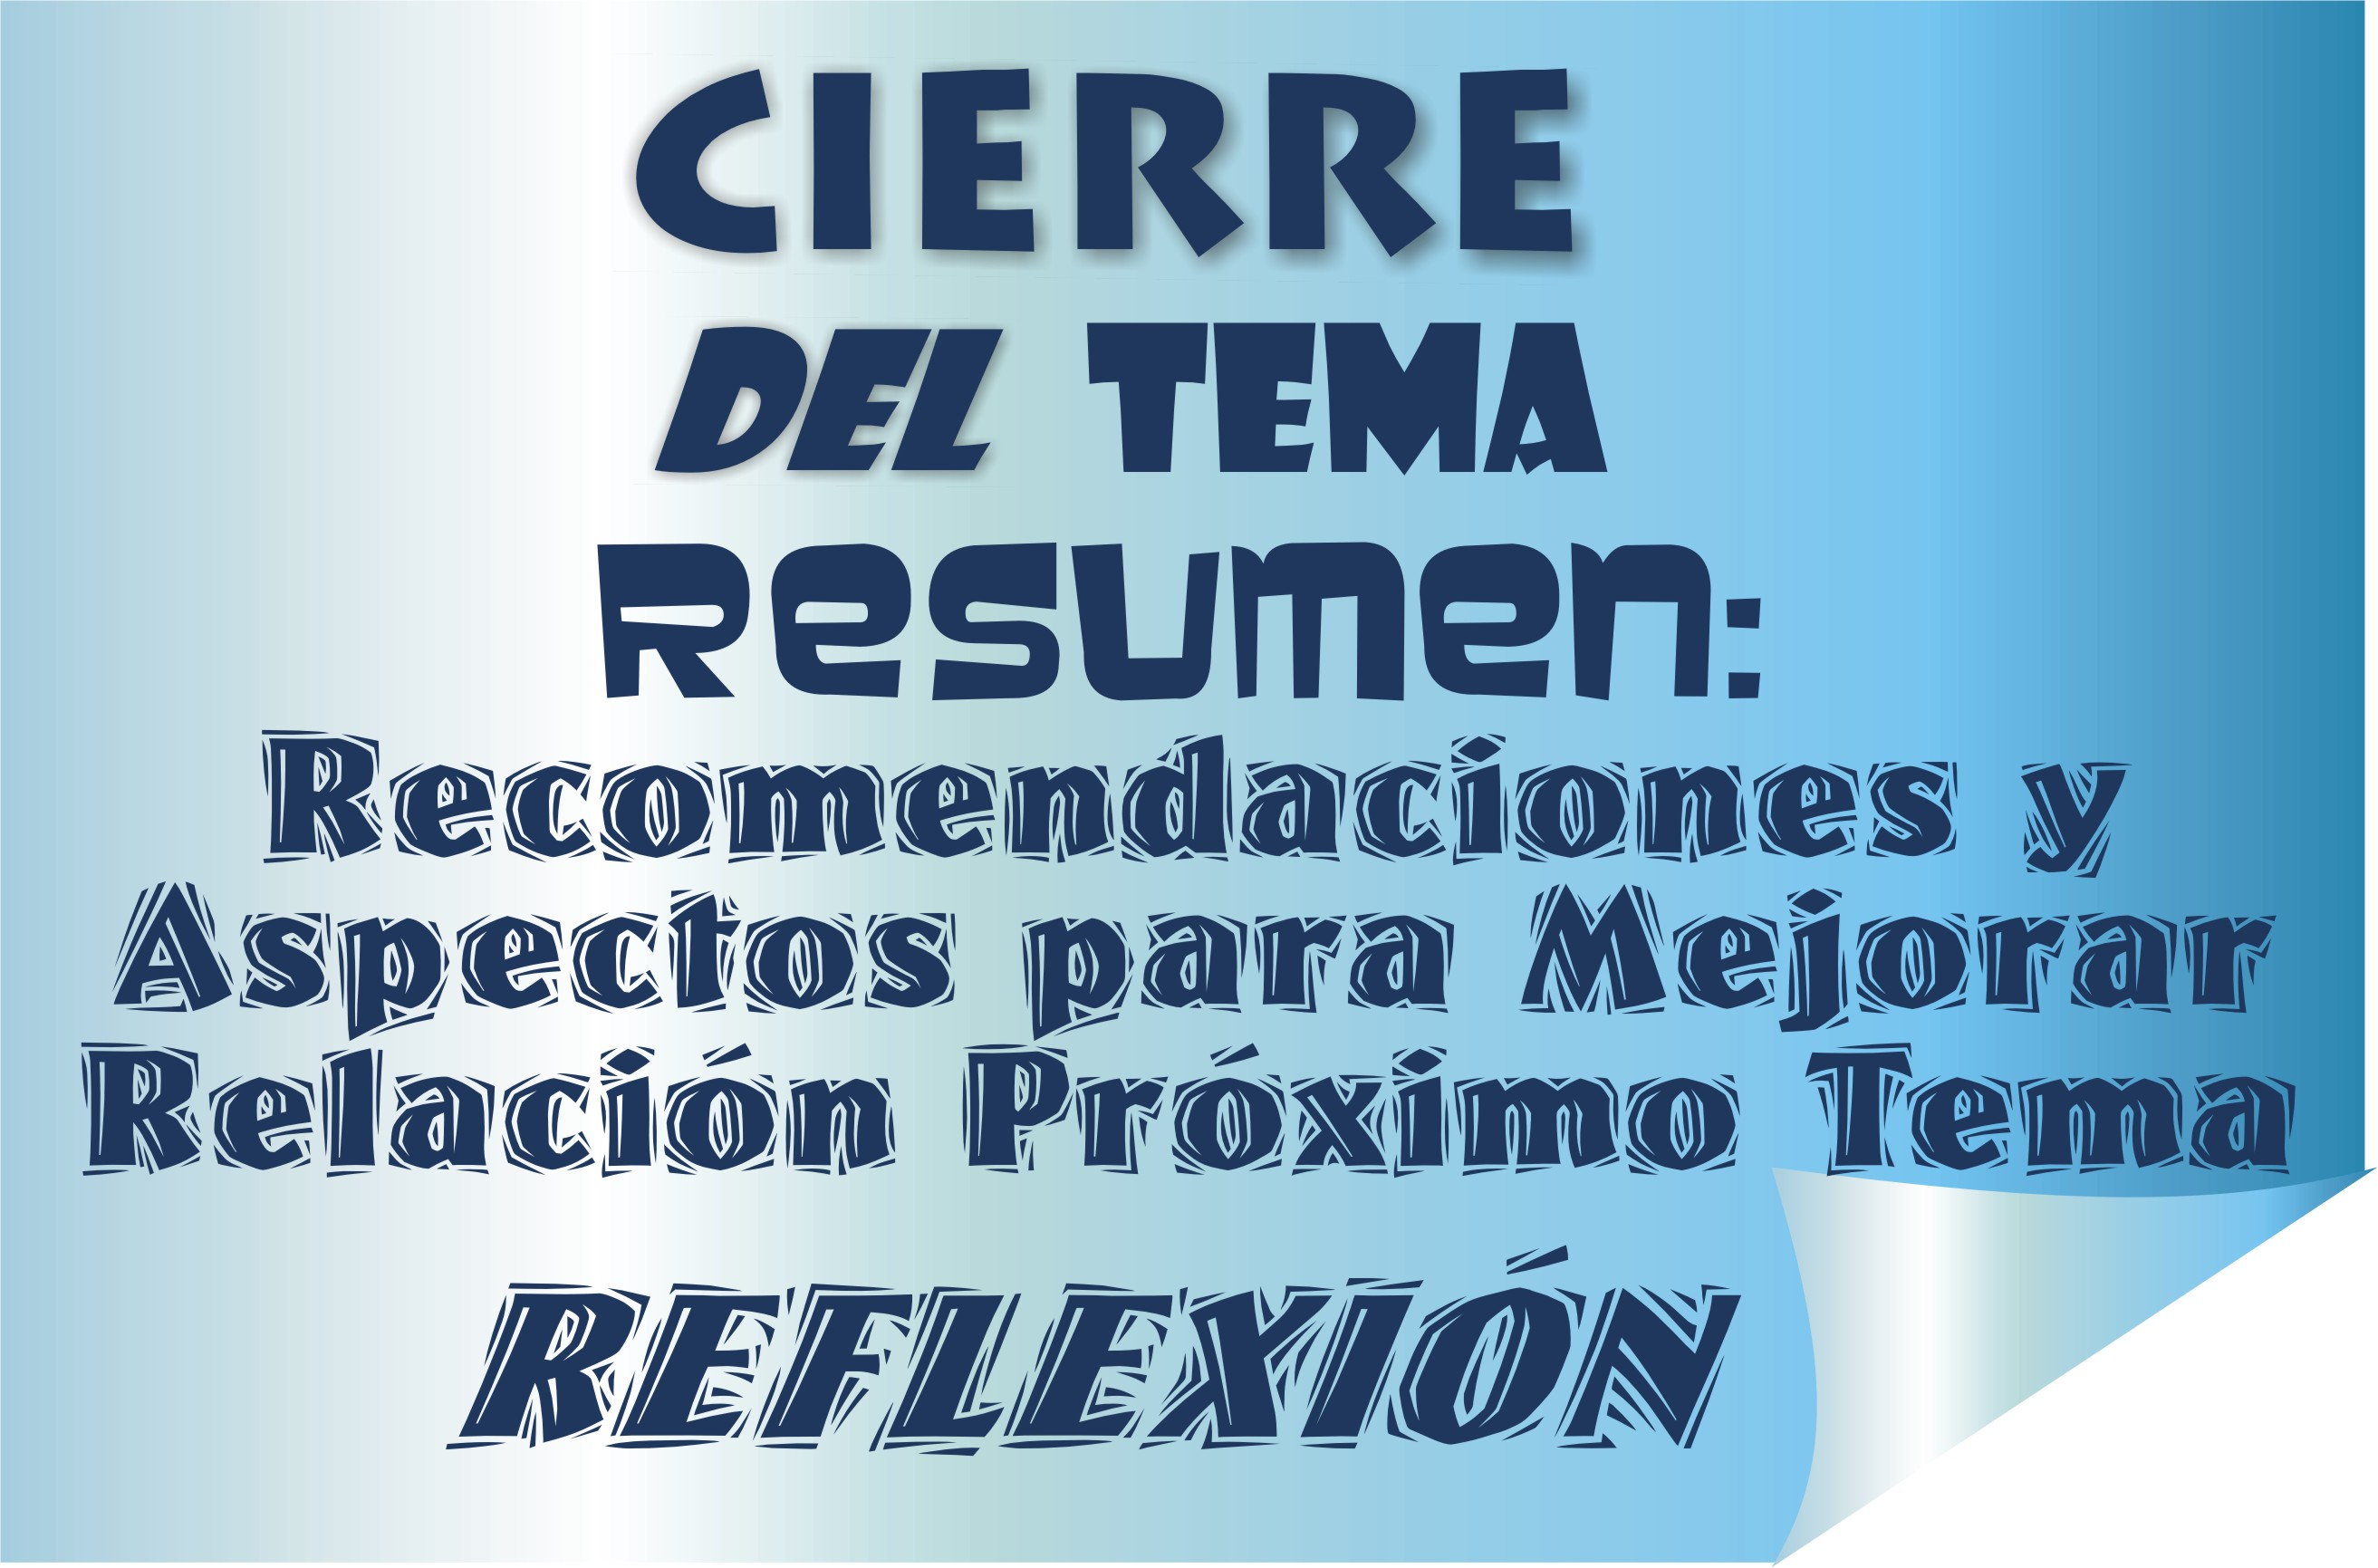 CIERRE
DEL TEMA
Resumen:
Recomendaciones y
Aspectos para Mejorar
Relación Próximo Tema
REFLEXIÓN